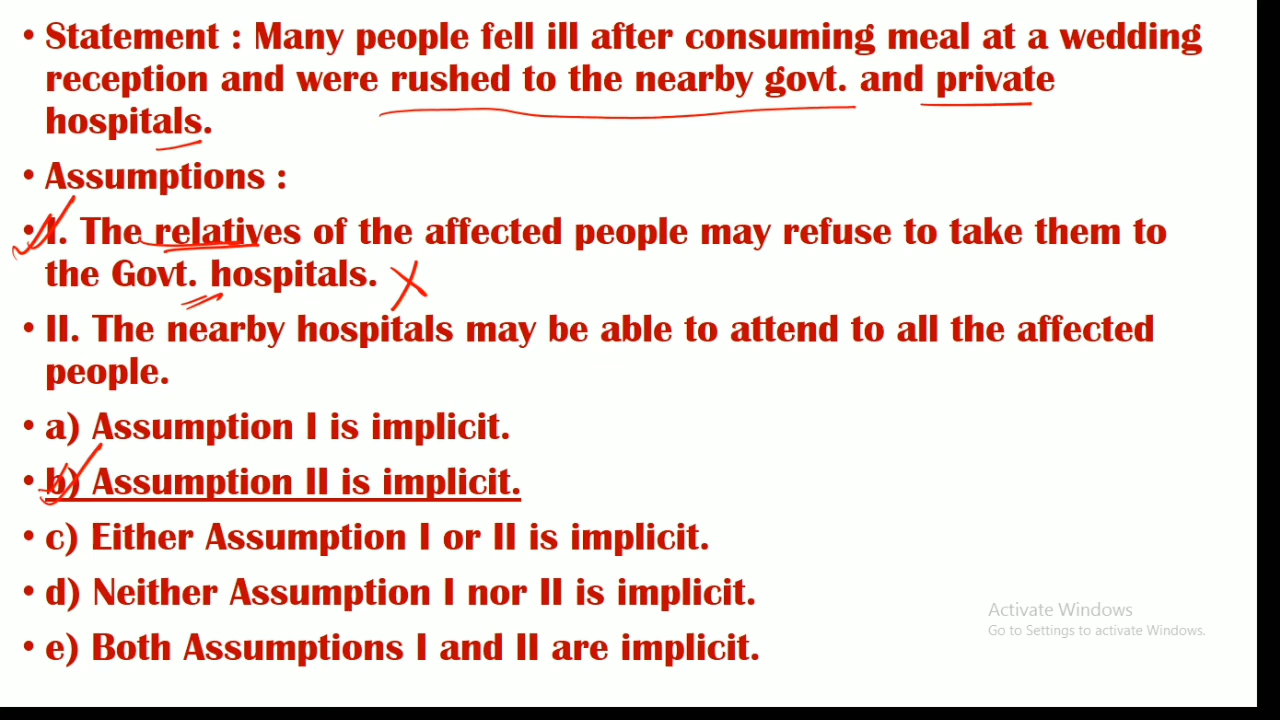 • Statement : Many people fell ill after consuming meal at a wedding
reception and were rushed to the nearby govt. and private
hospitals.
• Assumptions :
• I. The relatives of the affected people may refuse to take them to
the Govt. hospitals.
• II. The nearby hospitals may be able to attend to all the affected
people.
• a) Assumption I is implicit.
• b) Assumption II is implicit.
• c) Either Assumption I or II is implicit.
• d) Neither Assumption I nor II is implicit.
• e) Both Assumptions I and II are implicit.
Activate Windows
Go to Settings to activate Windows.